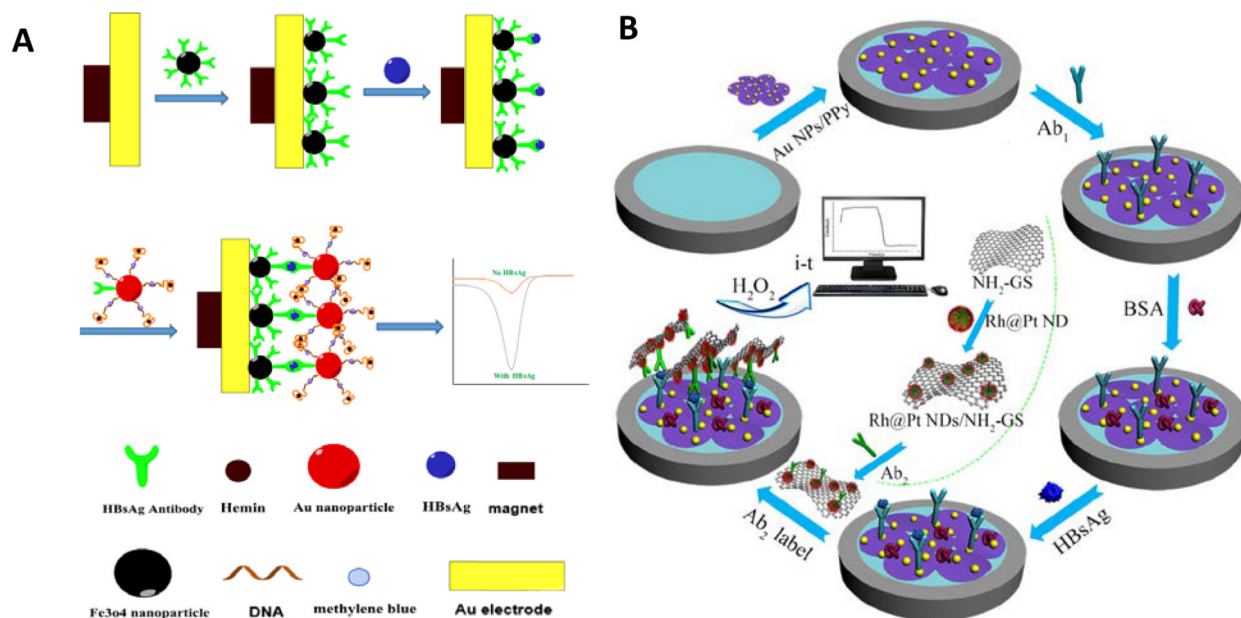 A
No HBsAg
With HBsAg
HBsAg Antibody
Hemin
Au nanoparticle
HBsAg
magnet
Fe3o4 nanoparticle
DNA
methylene blue
Au electrode
B
Au NPs/PPy
Ab1
BSA
HBsAg
Ab2 label
H2O2
i-t
NH2-GS
Rh@Pt ND
Rh@Pt NDs/NH2-GS
Ab2